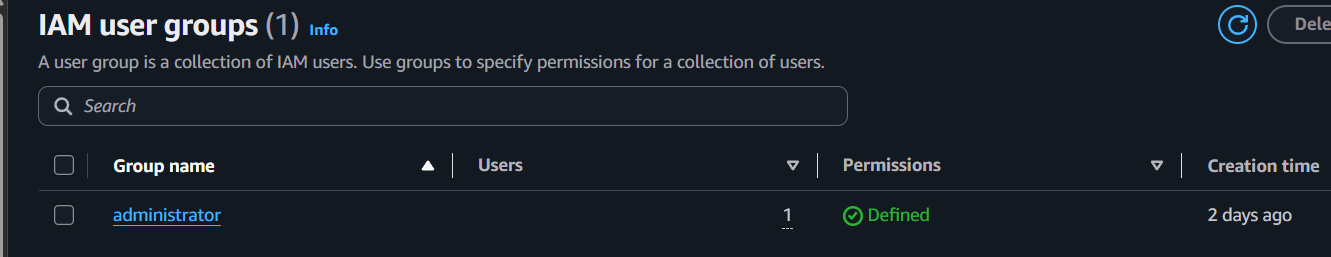 IAM user groups (1) Info
Dele
A user group is a collection of IAM users. Use groups to specify permissions for a collection of users.
Search
Group name Users Permissions Creation time
administrator 1 Defined 2 days ago